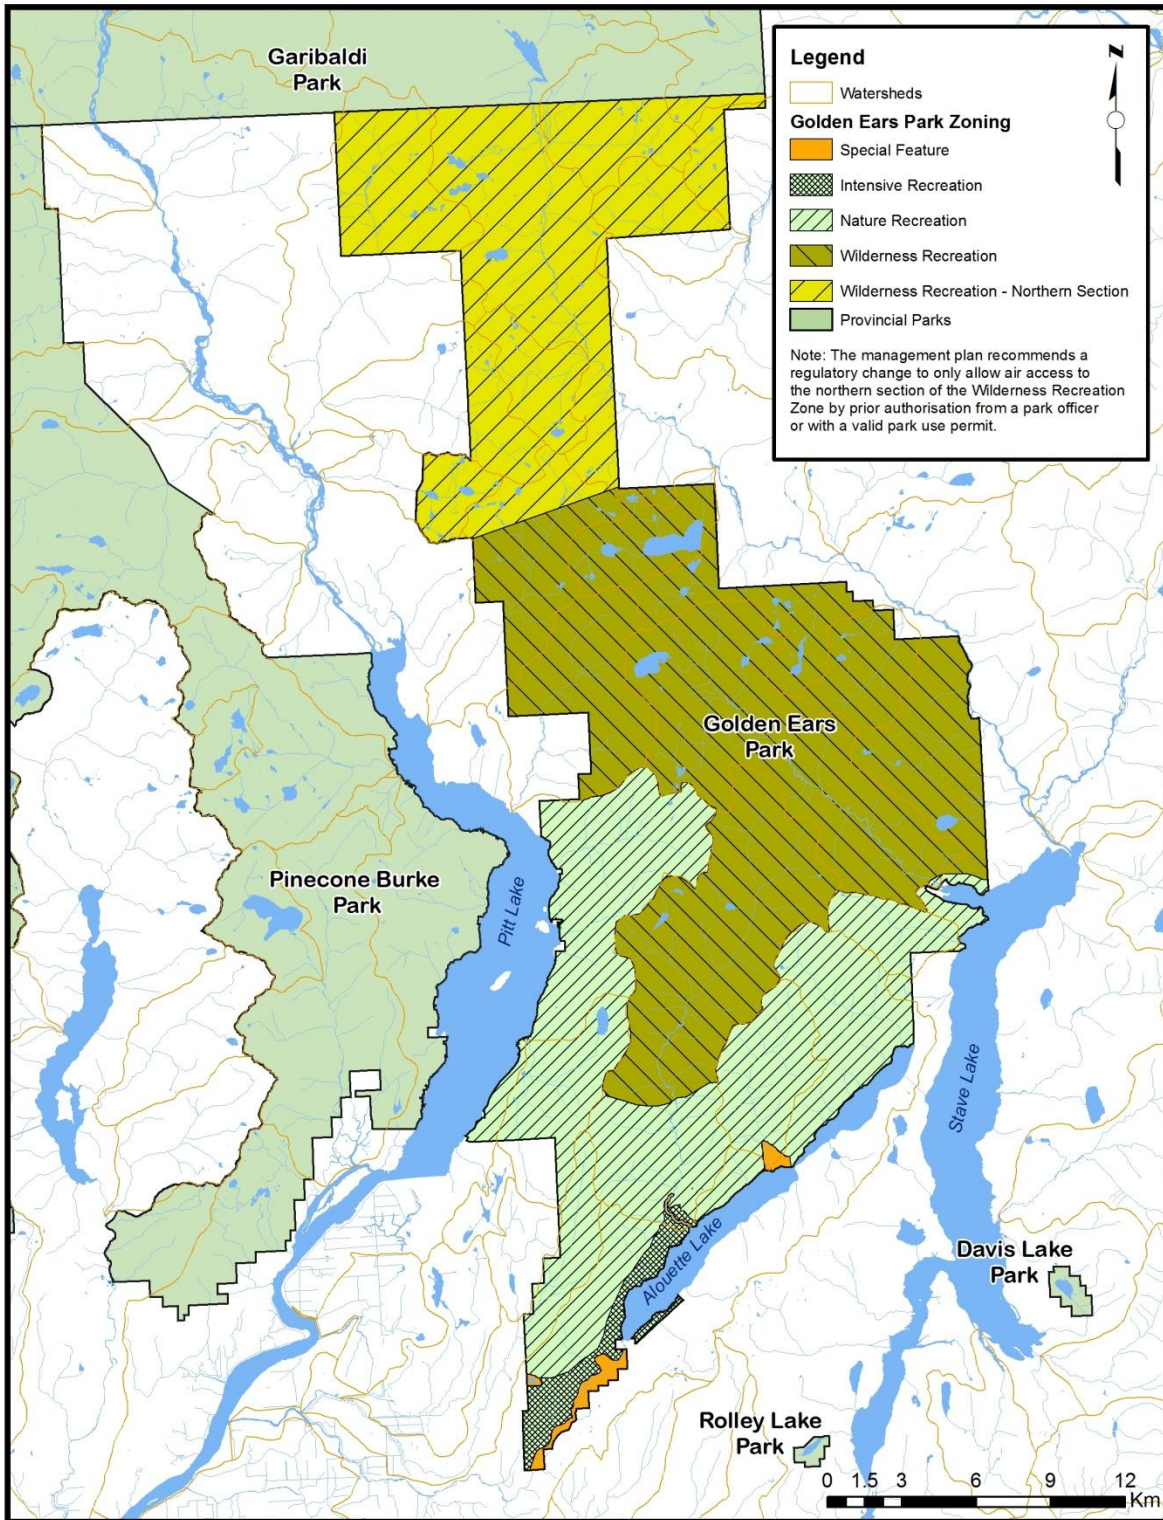 Garibaldi
Park
Legend
N
Watersheds
Golden Ears Park Zoning
Special Feature
Intensive Recreation
Nature Recreation
Wilderness Recreation
Wilderness Recreation - Northern Section
Provincial Parks
Note: The management plan recommends a
regulatory change to only allow air access to
the northern section of the Wilderness Recreation
Zone by prior authorisation from a park officer
or with a valid park use permit.
Golden Ears
Park
Pinecone Burke
Park
Pitt Lake
Stave Lake
Alouette Lake
Davis Lake
Park
Rolley Lake
Park
0 1.5 3 6 9 12
Km